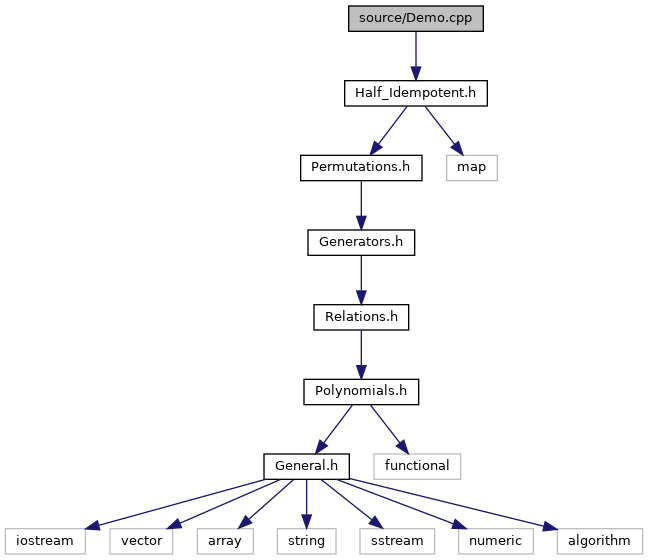 source/Demo.cpp
Half_Idempotent.h
Permutations.h
map
Generators.h
Relations.h
Polynomials.h
General.h
functional
iostream
vector
array
string
sstream
numeric
algorithm